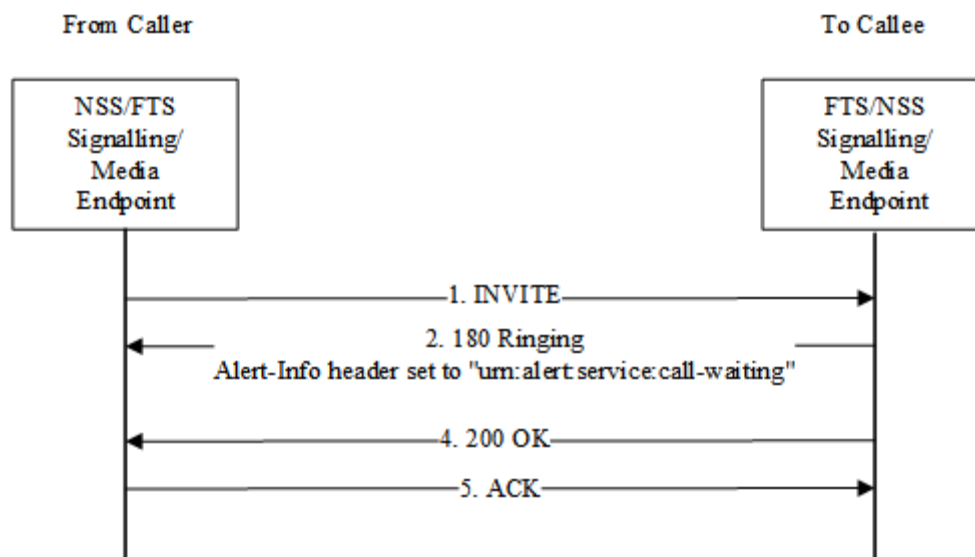 From Caller
To Callee
NSS/FTS
Signalling/
Media
Endpoint
FTS/NSS
Signalling/
Media
Endpoint
1. INVITE
2. 180 Ringing
Alert-Info header set to "urn:alert:service:call-waiting"
4. 200 OK
5. ACK